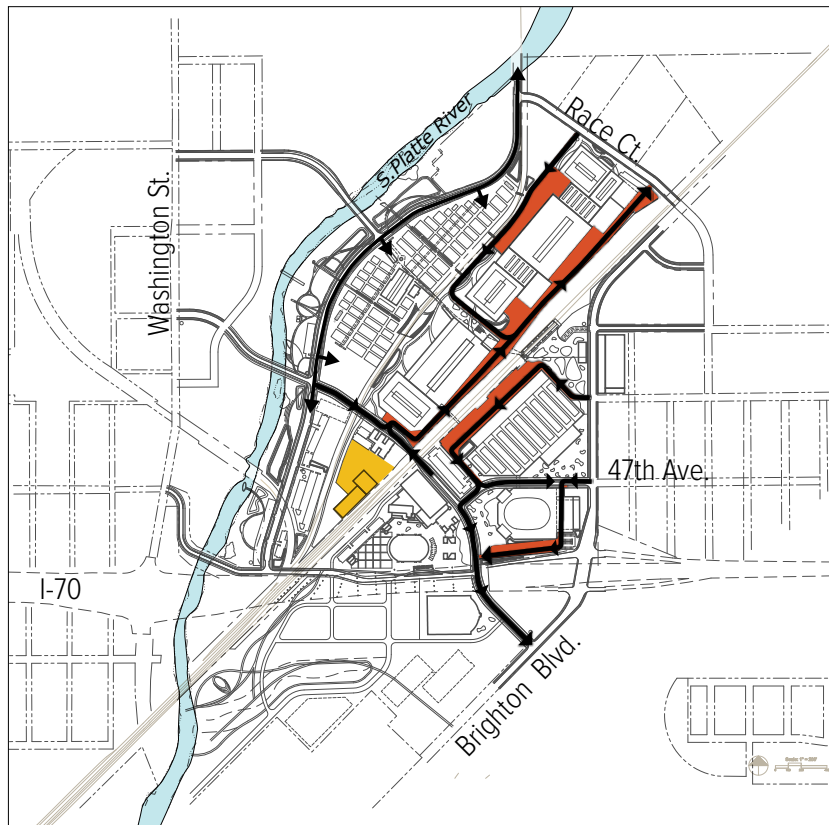 Race Ct.
S.Platte River
Washington St.
47th Ave.
I-70
Brighton Blvd.